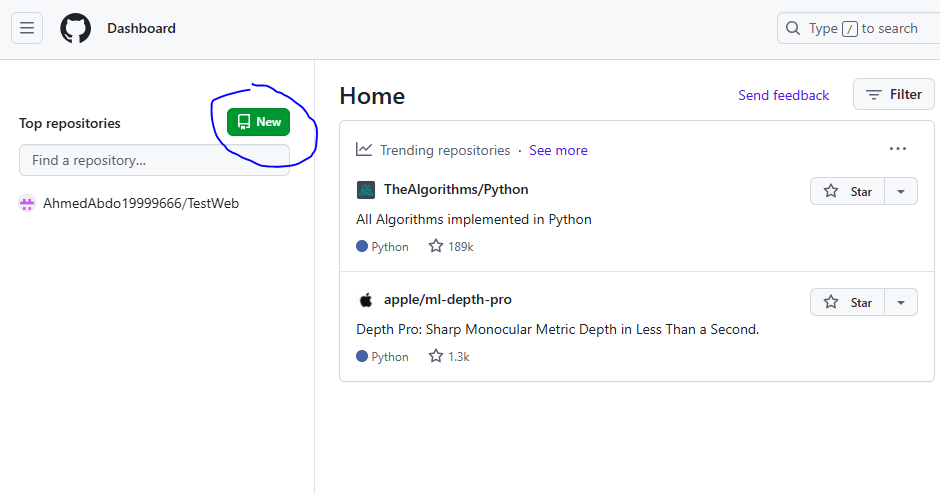 Dashboard
Type / to search
Top repositories
New
Find a repository...
AhmedAbdo19999666/TestWeb
Home
Send feedback
Filter
Trending repositories · See more
TheAlgorithms/Python
Star
All Algorithms implemented in Python
Python
189k
apple/ml-depth-pro
Star
Depth Pro: Sharp Monocular Metric Depth in Less Than a Second.
Python
1.3k